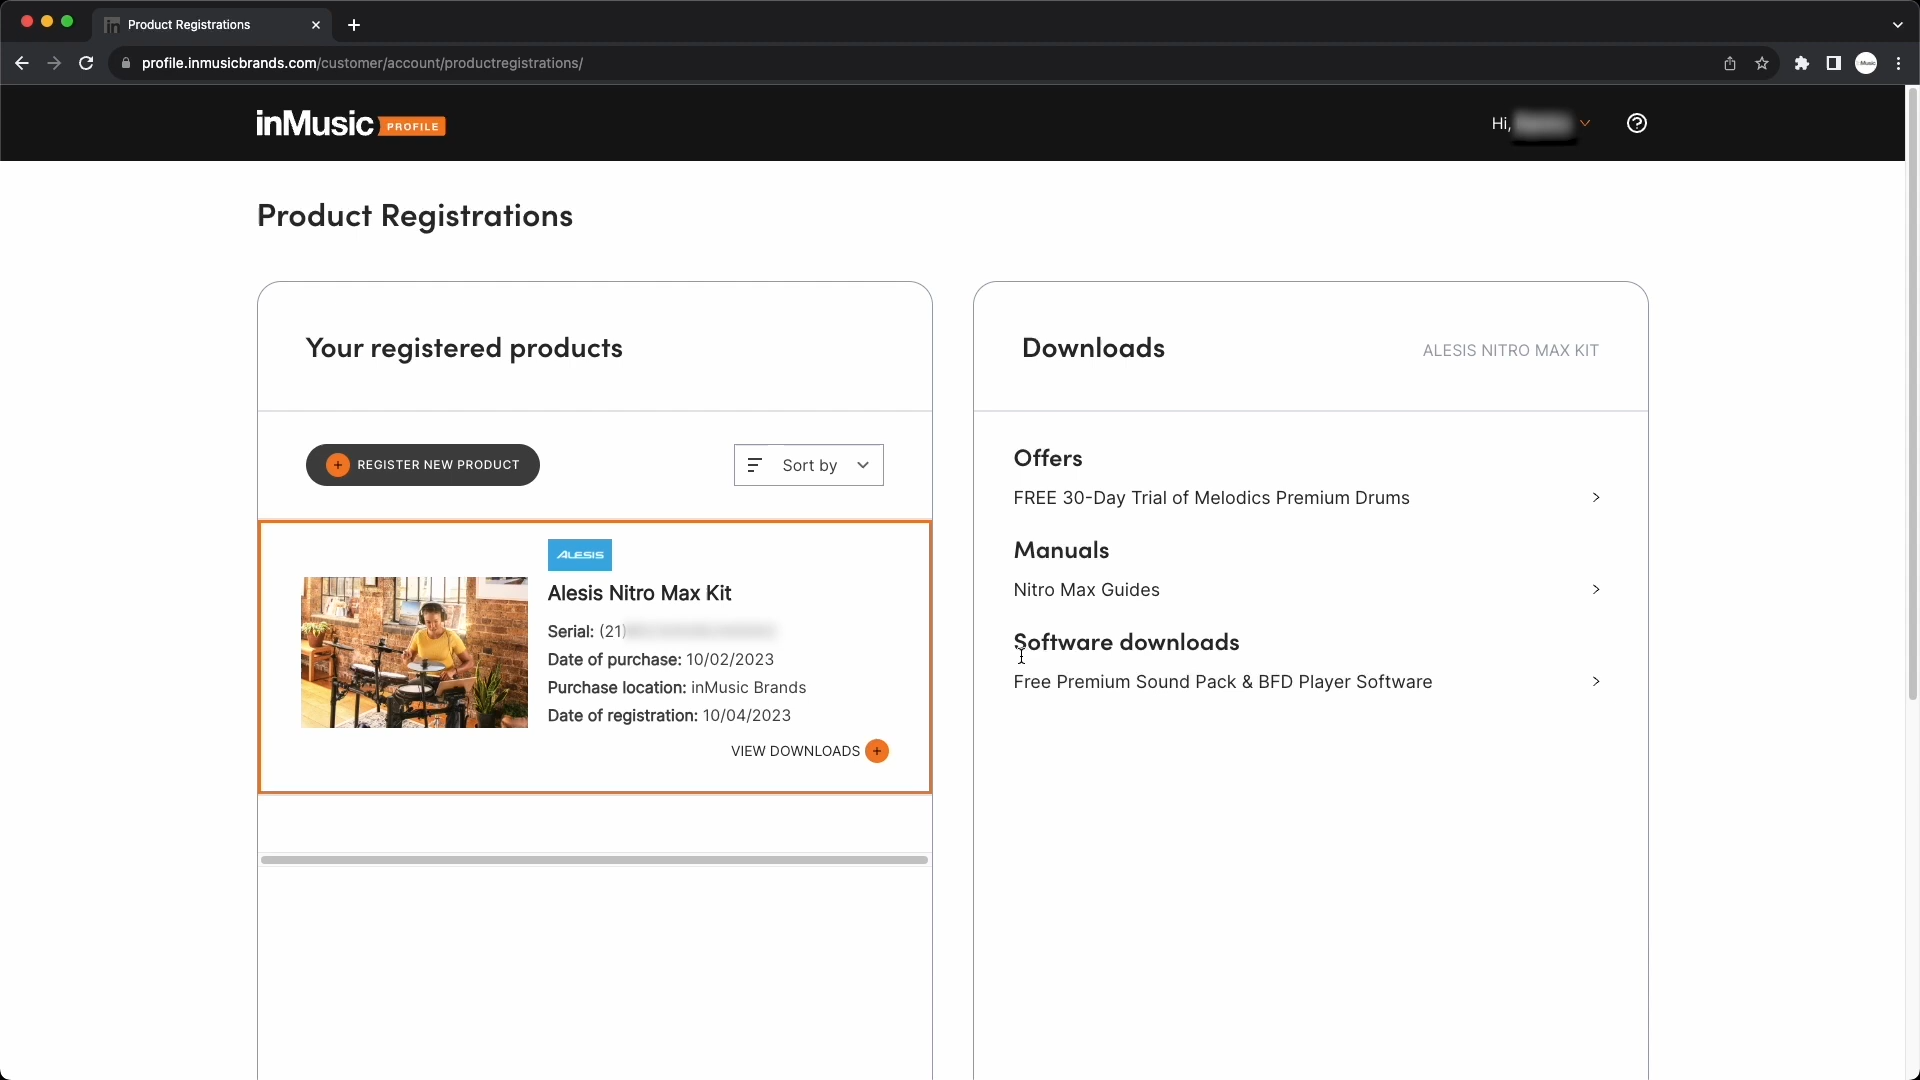 Product Registrations
profile.inmusicbrands.com/customer/account/productregistrations/
inMusic PROFILE
Hi,
Product Registrations
Your registered products
REGISTER NEW PRODUCT
Sort by
ALESIS
Alesis Nitro Max Kit
Serial: (21)
Date of purchase: 10/02/2023
Purchase location: inMusic Brands
Date of registration: 10/04/2023
VIEW DOWNLOADS
Downloads
ALESIS NITRO MAX KIT
Offers
FREE 30-Day Trial of Melodics Premium Drums
Manuals
Nitro Max Guides
Software downloads
Free Premium Sound Pack & BFD Player Software